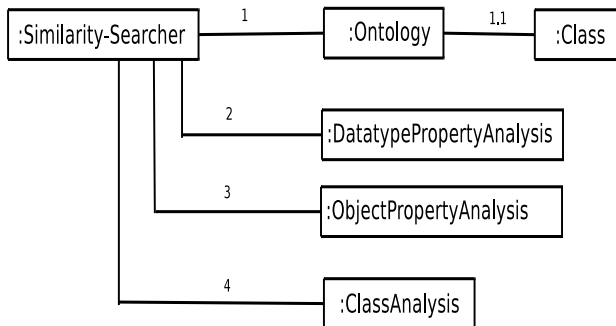 1
1.1
:Similarity-Searcher
:Ontology
:Class
2
:DatatypePropertyAnalysis
3
:ObjectPropertyAnalysis
4
:ClassAnalysis